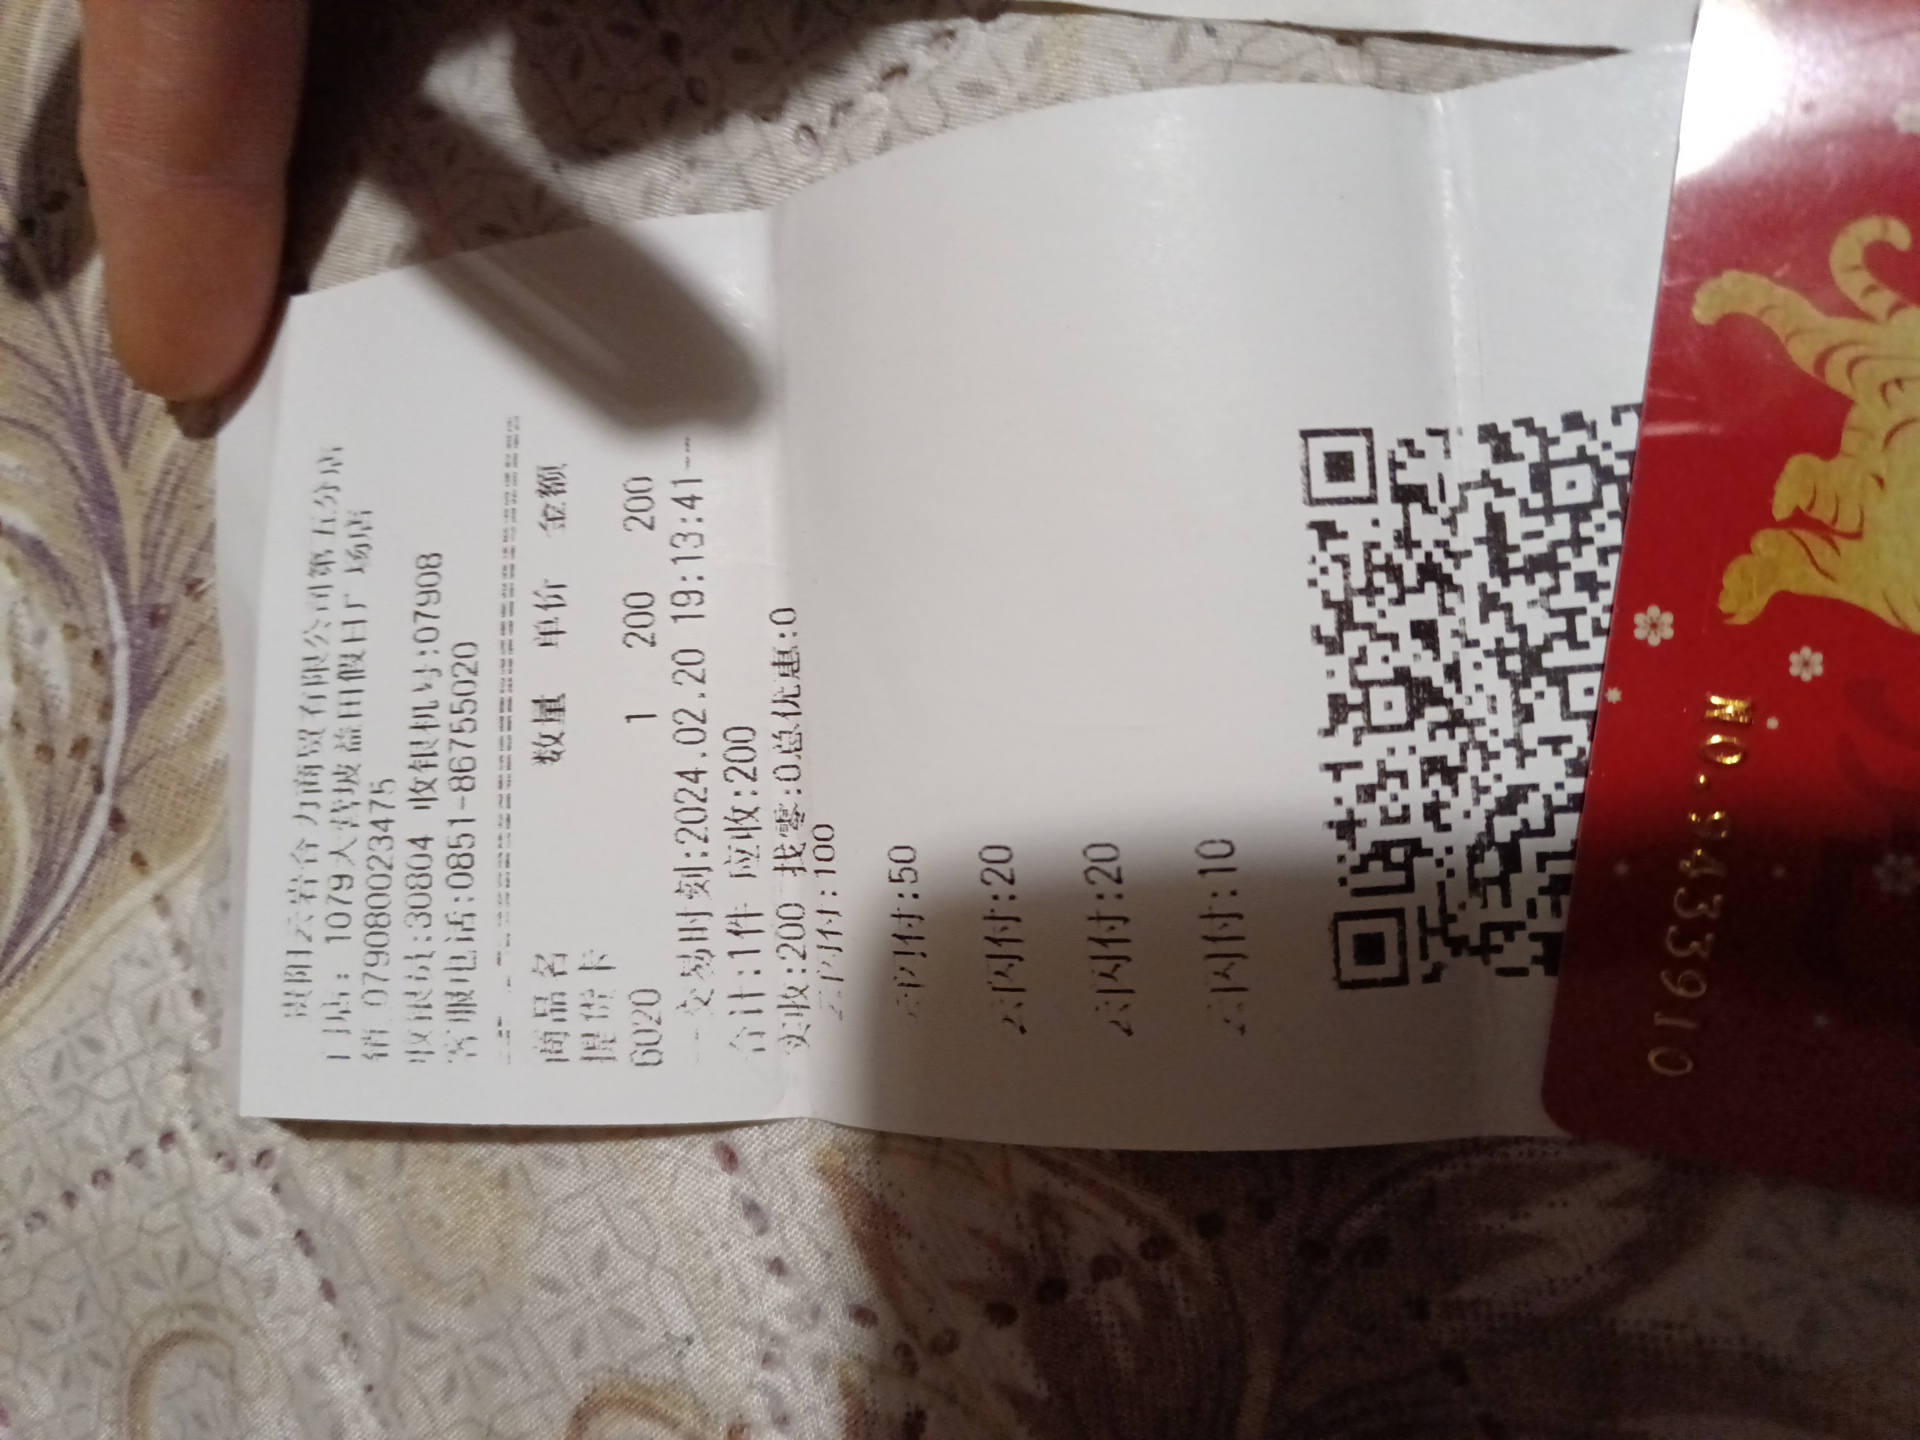 贵阳云岩合力商贸有限公司第五分店
门店: 1079大营坡益田假日广场店
销 079080023475
收银员:30804 收银机号:07908
客服电话:0851-86755020
商品名 数量 单价 金额
提货卡
6020 1 200 200
---交易时刻:2024.02.20 19:13:41---
合计:1件 应收:200
实收:200 找零:0总优惠:0
云闪付:100
云闪付:50
云闪付:20
云闪付:20
云闪付:10
NO.9433910